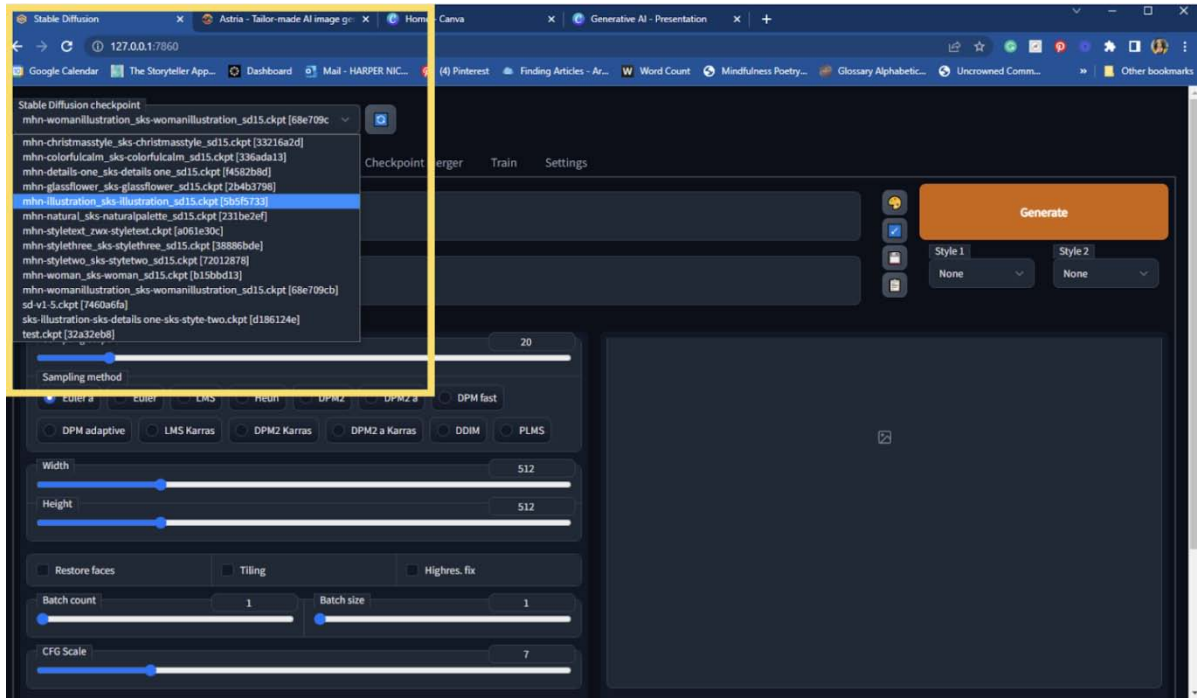 Stable Diffusion
Astria - Tailor-made AI image ge
Home - Canva
Generative AI - Presentation
127.0.0.1:7860
Google Calendar
The Storyteller App...
Dashboard
Mail - HARPER NIC...
(4) Pinterest
Finding Articles - Ar...
Word Count
Mindfulness Poetry...
Glossary Alphabetic...
Uncrowned Comm...
»
Other bookmarks
Stable Diffusion checkpoint
mhn-womanillustration_sks-womanillustration_sd15.ckpt [68e709c
mhn-christmasstyle_sks-christmasstyle_sd15.ckpt [33216a2d]
mhn-colorfulcalm_sks-colorfulcalm_sd15.ckpt [336ada13]
mhn-details-one_sks-details one_sd15.ckpt [f4582b8d]
mhn-glassflower_sks-glassflower_sd15.ckpt [2b4b3798]
mhn-illustration_sks-illustration_sd15.ckpt [5b5f5733]
mhn-natural_sks-naturalpalette_sd15.ckpt [231be2ef]
mhn-styletext_zwx-styletext.ckpt [a061e30c]
mhn-stylethree_sks-stylethree_sd15.ckpt [38886bde]
mhn-styletwo_sks-stytetwo_sd15.ckpt [72012878]
mhn-woman_sks-woman_sd15.ckpt [b15bbd13]
mhn-womanillustration_sks-womanillustration_sd15.ckpt [68e709cb]
sd-v1-5.ckpt [7460a6fa]
sks-illustration-sks-details one-sks-style-two.ckpt [d186124e]
test.ckpt [32a32eb8]
Checkpoint Merger
Train
Settings
Generate
Style 1
Style 2
None
None
20
Sampling method
Euler a
Euler
LMS
Heun
DPM2
DPM2 a
DPM fast
DPM adaptive
LMS Karras
DPM2 Karras
DPM2 a Karras
DDIM
PLMS
Width
512
Height
512
Restore faces
Tiling
Highres. fix
Batch count
1
Batch size
1
CFG Scale
7